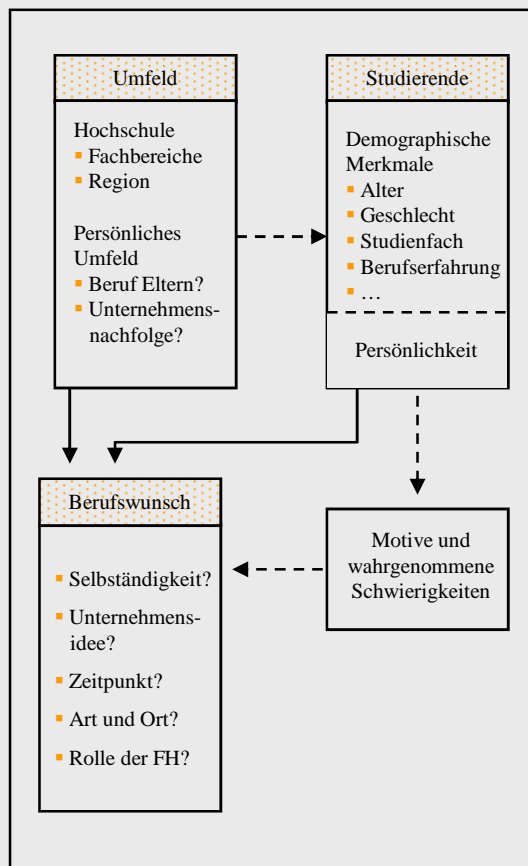 Umfeld
Hochschule
▪ Fachbereiche
▪ Region
Persönliches
Umfeld
▪ Beruf Eltern?
▪ Unternehmens-
nachfolge?
Studierende
Demographische
Merkmale
▪ Alter
▪ Geschlecht
▪ Studienfach
▪ Berufserfahrung
▪ …
Persönlichkeit
Berufswunsch
▪ Selbständigkeit?
▪ Unternehmens-
idee?
▪ Zeitpunkt?
▪ Art und Ort?
▪ Rolle der FH?
Motive und
wahrgenommene
Schwierigkeiten